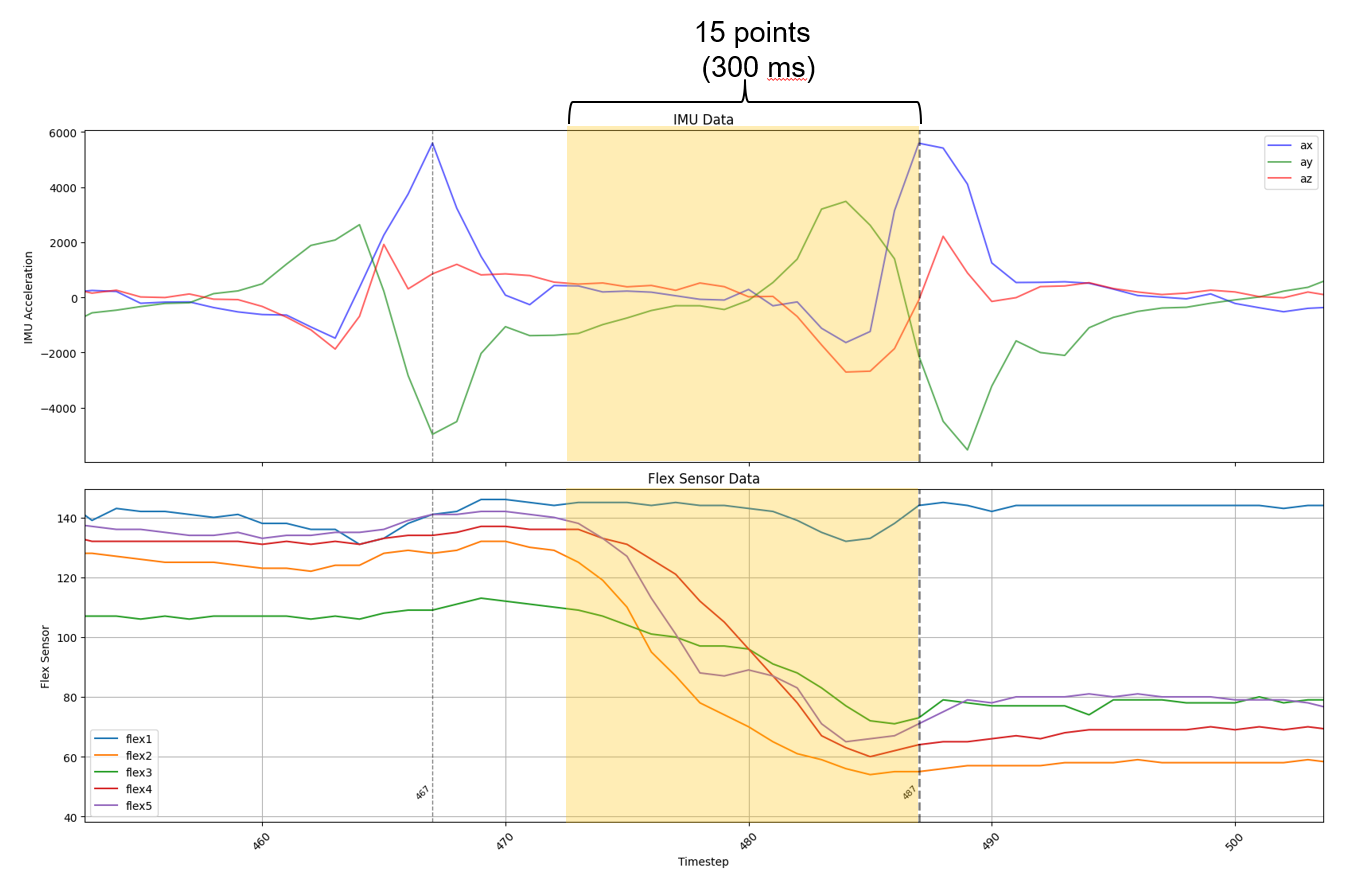 15 points
(300 ms)
IMU Data
6000
4000
2000
0
−2000
−4000
IMU Acceleration
ax
ay
az
Flex Sensor Data
140
120
100
80
60
40
Flex Sensor
flex1
flex2
flex3
flex4
flex5
467
487
460
470
480
490
500
Timestep